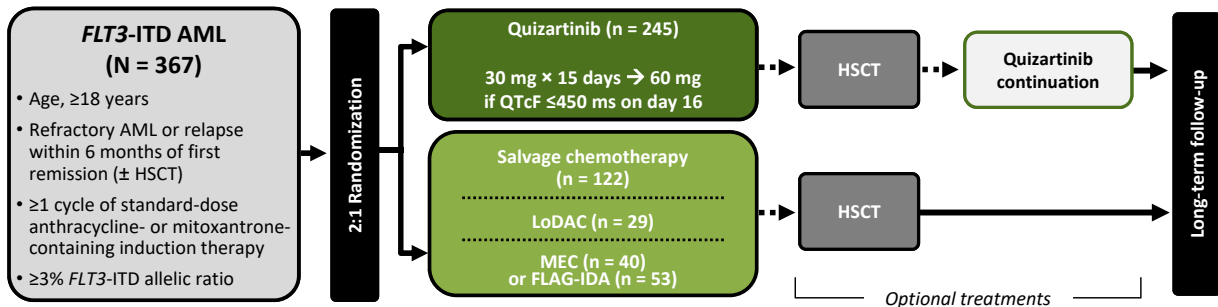 FLT3-ITD AML
(N = 367)
• Age, ≥18 years
• Refractory AML or relapse
within 6 months of first
remission (± HSCT)
• ≥1 cycle of standard-dose
anthracycline- or mitoxantrone-
containing induction therapy
• ≥3% FLT3-ITD allelic ratio
2:1 Randomization
Quizartinib (n = 245)
30 mg × 15 days → 60 mg
if QTcF ≤450 ms on day 16
Salvage chemotherapy
(n = 122)
LoDAC (n = 29)
MEC (n = 40)
or FLAG-IDA (n = 53)
HSCT
Quizartinib
continuation
HSCT
Optional treatments
Long-term follow-up